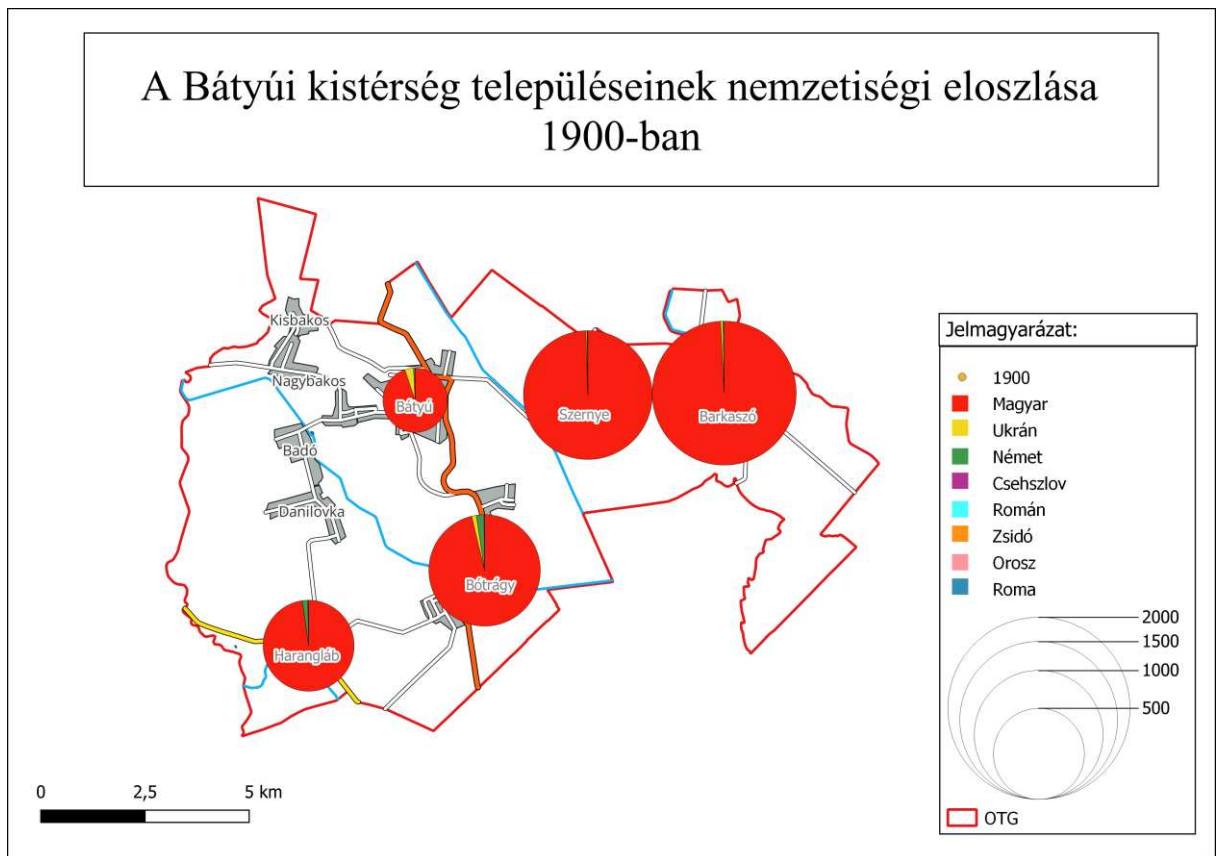 A Bátyúi kistérség településeinek nemzetiségi eloszlása
1900-ban
Kisbakos
Nagybakos
Bátyú
Szernye
Barkaszó
Badó
Danilovka
Bótrágy
Harangláb
0 2,5 5 km
Jelmagyarázat:
1900
Magyar
Ukrán
Német
Csehszlov
Román
Zsidó
Orosz
Roma
2000
1500
1000
500
OTG